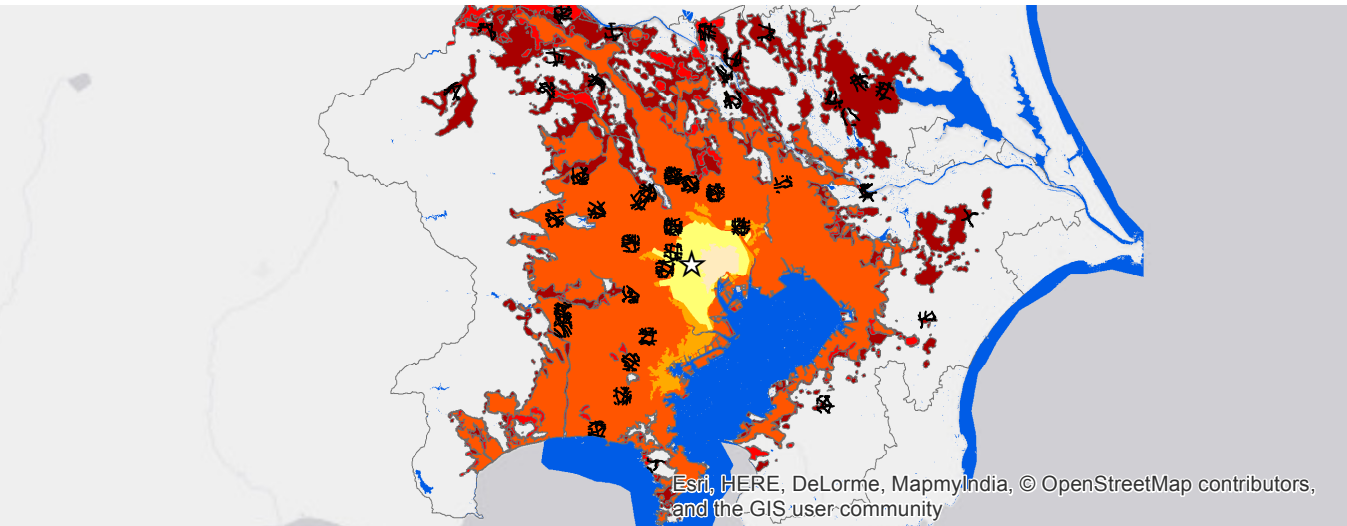 Esri, HERE, DeLorme, MapmyIndia, © OpenStreetMap contributors,
and the GIS user community